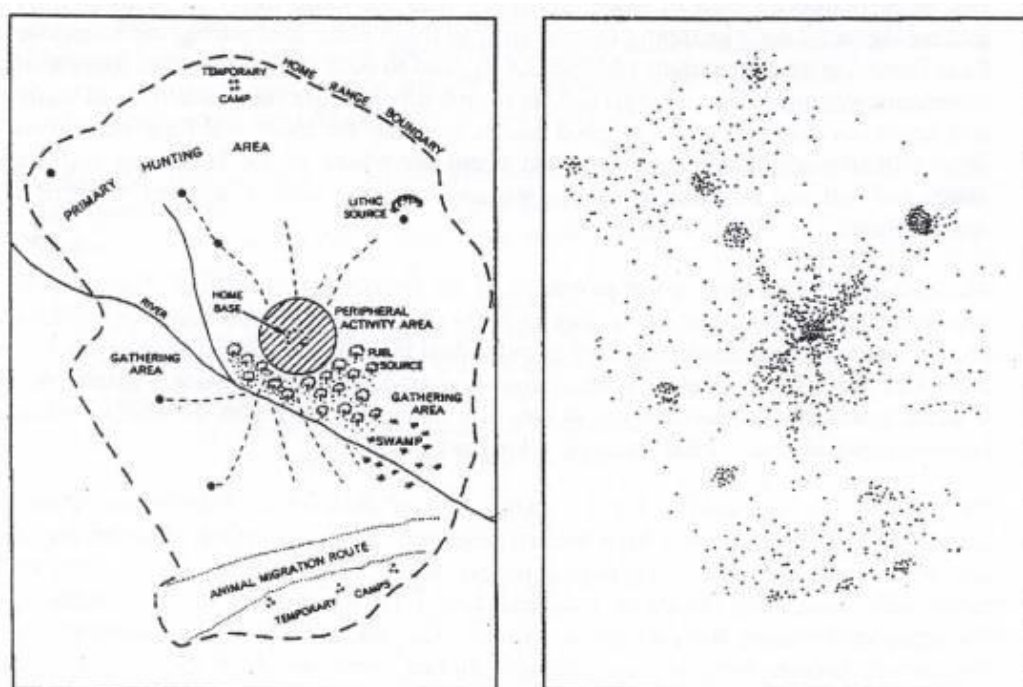 TEMPORARY
CAMP
HOME
RANGE
BOUNDARY
PRIMARY HUNTING AREA
LITHIC
SOURCE
HOME
BASE
PERIPHERAL
ACTIVITY AREA
RIVER
GATHERING
AREA
FUEL
SOURCE
GATHERING
AREA
SWAMP
ANIMAL MIGRATION ROUTE
TEMPORARY CAMPS